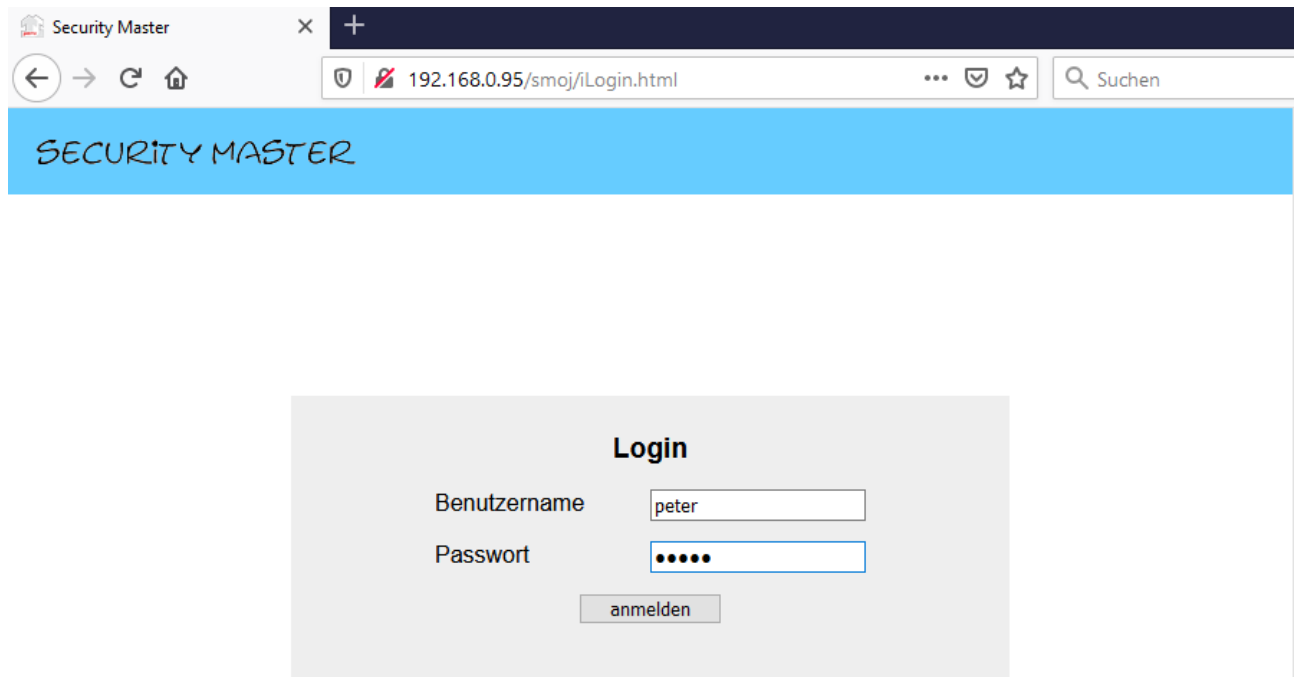 Security Master
192.168.0.95/smoj/iLogin.html
Suchen
SECURITY MASTER
Login
Benutzername peter
Passwort •••••
anmelden